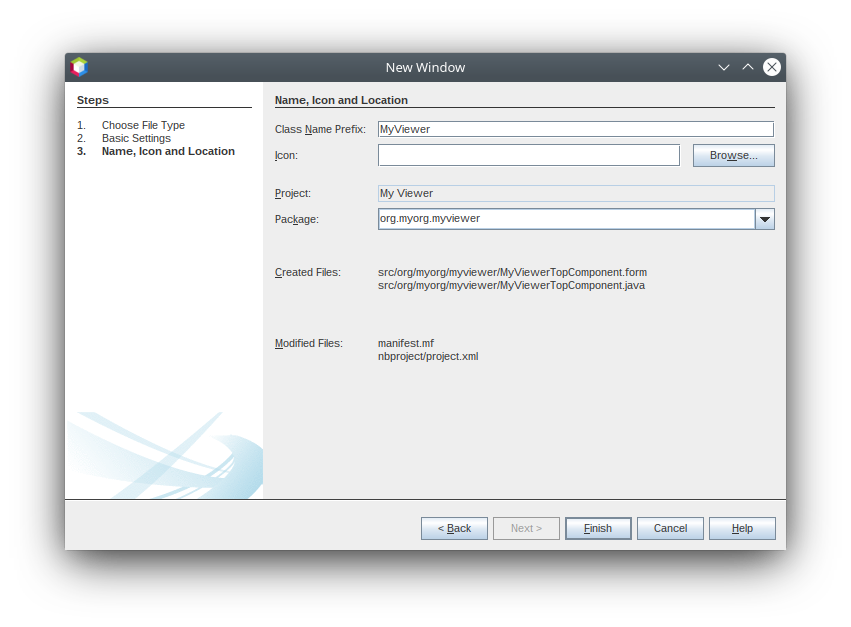 New Window
Steps
1. Choose File Type
2. Basic Settings
3. Name, Icon and Location
Name, Icon and Location
Class Name Prefix: MyViewer
Icon:
Browse...
Project: My Viewer
Package: org.myorg.myviewer
Created Files: src/org/myorg/myviewer/MyViewerTopComponent.form
src/org/myorg/myviewer/MyViewerTopComponent.java
Modified Files: manifest.mf
nbproject/project.xml
< Back Next > Finish Cancel Help